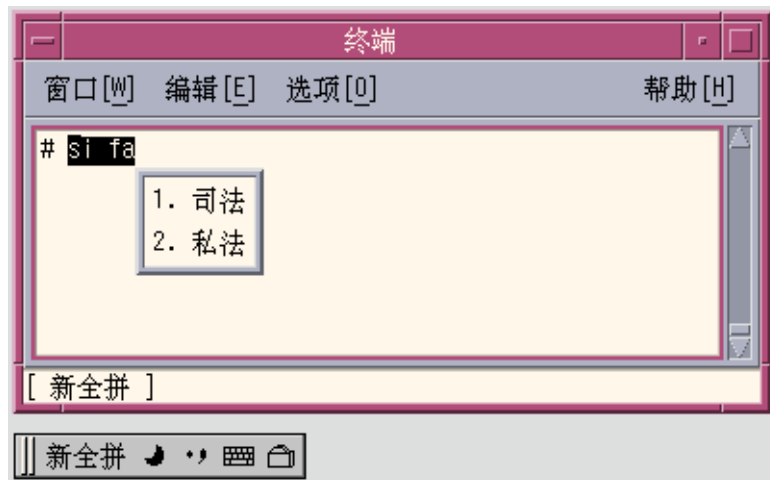 终端
窗口[W] 编辑[E] 选项[O] 帮助[H]
# si fa
1. 司法
2. 私法
[ 新全拼 ]
新全拼